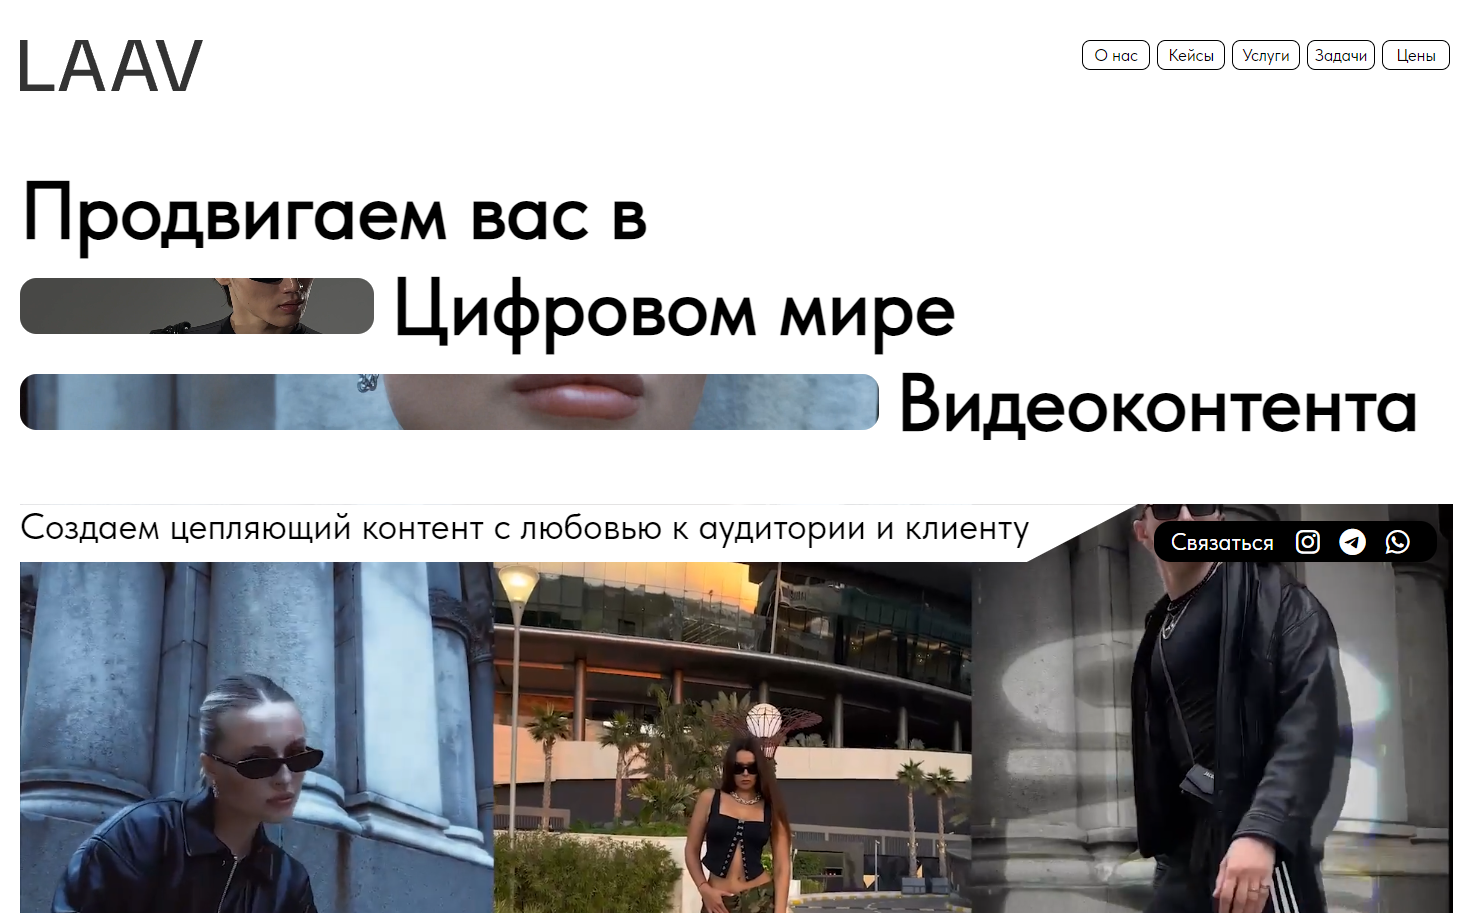 LAAV
О нас
Кейсы
Услуги
Задачи
Цены
Продвигаем вас в
Цифровом мире
Видеоконтента
Создаем цепляющий контент с любовью к аудитории и клиенту
Связаться